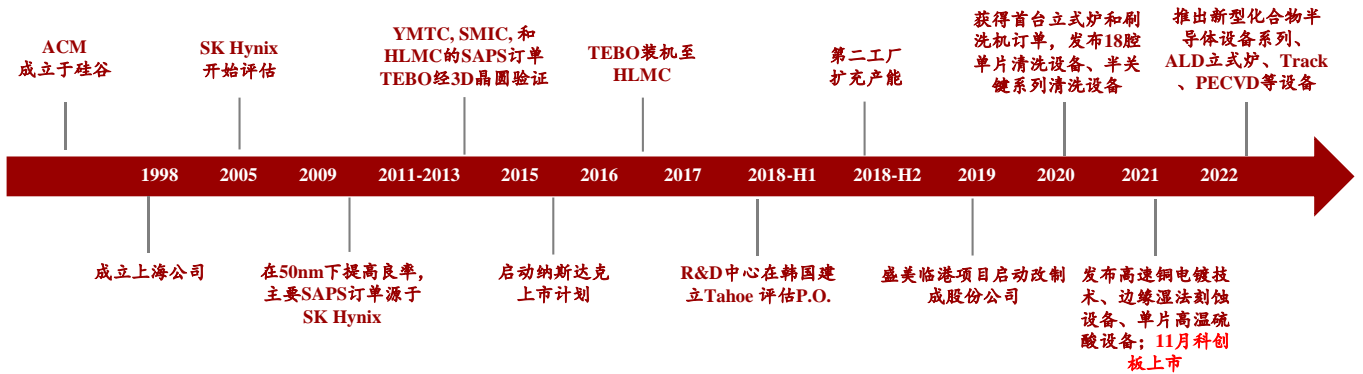 ACM
成立于硅谷
SK Hynix
开始评估
YMTC, SMIC, 和
HLMC的SAPS订单
TEBO经3D晶圆验证
TEBO装机至
HLMC
第二工厂
扩充产能
获得首台立式炉和刷
洗机订单，发布18腔
单片清洗设备、半关
键系列清洗设备
推出新型化合物半
导体设备系列、
ALD立式炉、Track
、PECVD等设备
1998 2005 2009 2011-2013 2015 2016 2017 2018-H1 2018-H2 2019 2020 2021 2022
成立上海公司
在50nm下提高良率，
主要SAPS订单源于
SK Hynix
启动纳斯达克
上市计划
R&D中心在韩国建
立Tahoe 评估P.O.
盛美临港项目启动改制
成股份公司
发布高速铜电镀技
术、边缘湿法刻蚀
设备、单片高温硫
酸设备；11月科创
板上市